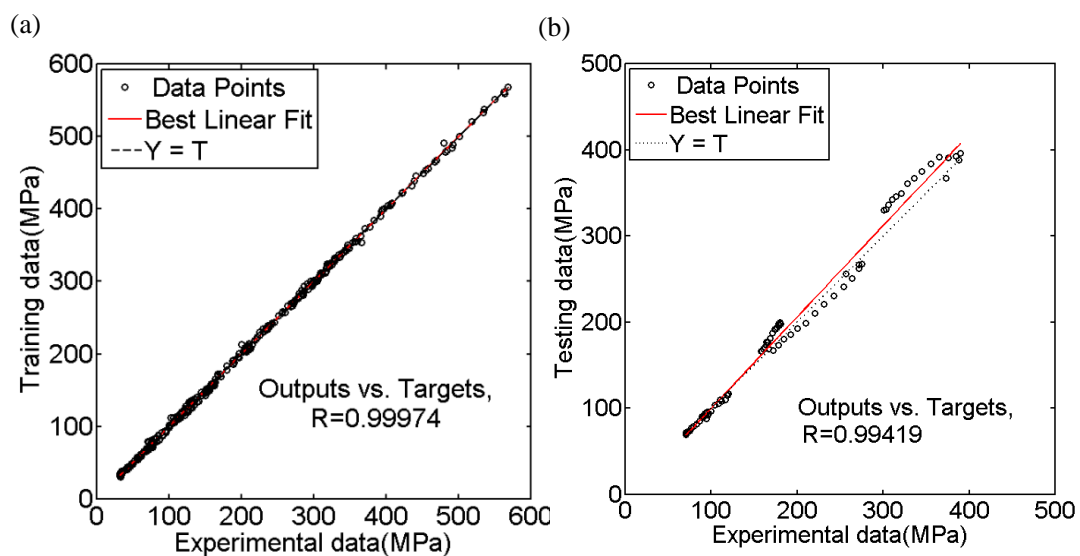 (a)
600
500
400
300
200
100
0
Training data(MPa)
Data Points
Best Linear Fit
Y = T
Outputs vs. Targets,
R=0.99974
0 100 200 300 400 500 600
Experimental data(MPa)
(b)
500
400
300
200
100
0
Testing data(MPa)
Data Points
Best Linear Fit
Y = T
Outputs vs. Targets,
R=0.99419
0 100 200 300 400 500
Experimental data(MPa)